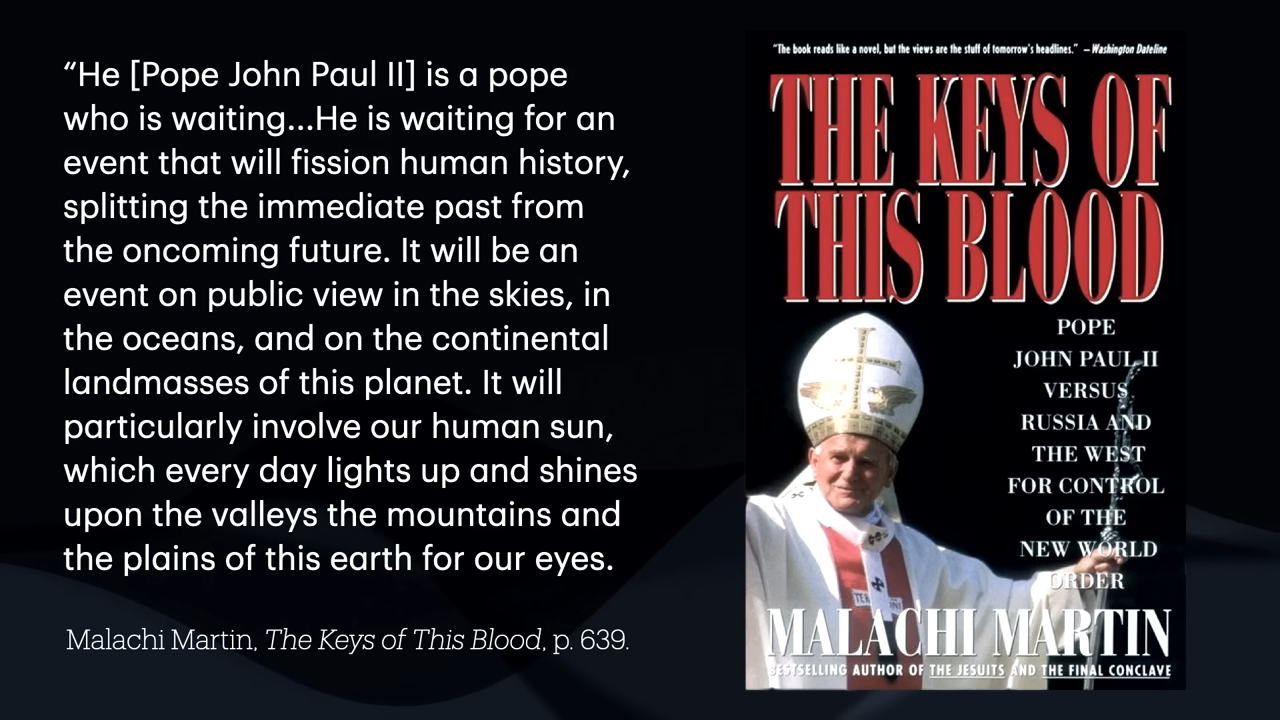 “He [Pope John Paul II] is a pope
who is waiting...He is waiting for an
event that will fission human history,
splitting the immediate past from
the oncoming future. It will be an
event on public view in the skies, in
the oceans, and on the continental
landmasses of this planet. It will
particularly involve our human sun,
which every day lights up and shines
upon the valleys the mountains and
the plains of this earth for our eyes.
Malachi Martin, The Keys of This Blood, p. 639.
“The book reads like a novel, but the views are the stuff of tomorrow’s headlines.” – Washington Dateline
THE KEYS OF
THIS BLOOD
POPE
JOHN PAUL II
VERSUS
RUSSIA AND
THE WEST
FOR CONTROL
OF THE
NEW WORLD
ORDER
MALACHI MARTIN
BESTSELLING AUTHOR OF THE JESUITS AND THE FINAL CONCLAVE